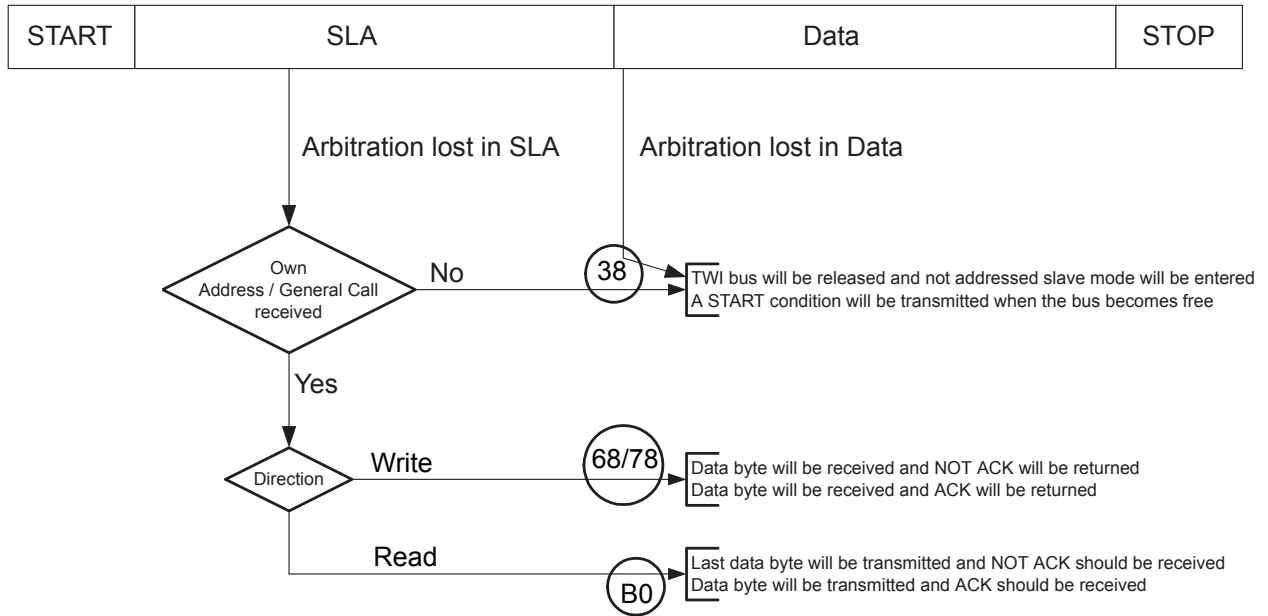 START SLA Data STOP
Arbitration lost in SLA Arbitration lost in Data
Own
Address / General Call
received
No
38
TWI bus will be released and not addressed slave mode will be entered
A START condition will be transmitted when the bus becomes free
Yes
Direction
Write
68/78
Data byte will be received and NOT ACK will be returned
Data byte will be received and ACK will be returned
Read
B0
Last data byte will be transmitted and NOT ACK should be received
Data byte will be transmitted and ACK should be received